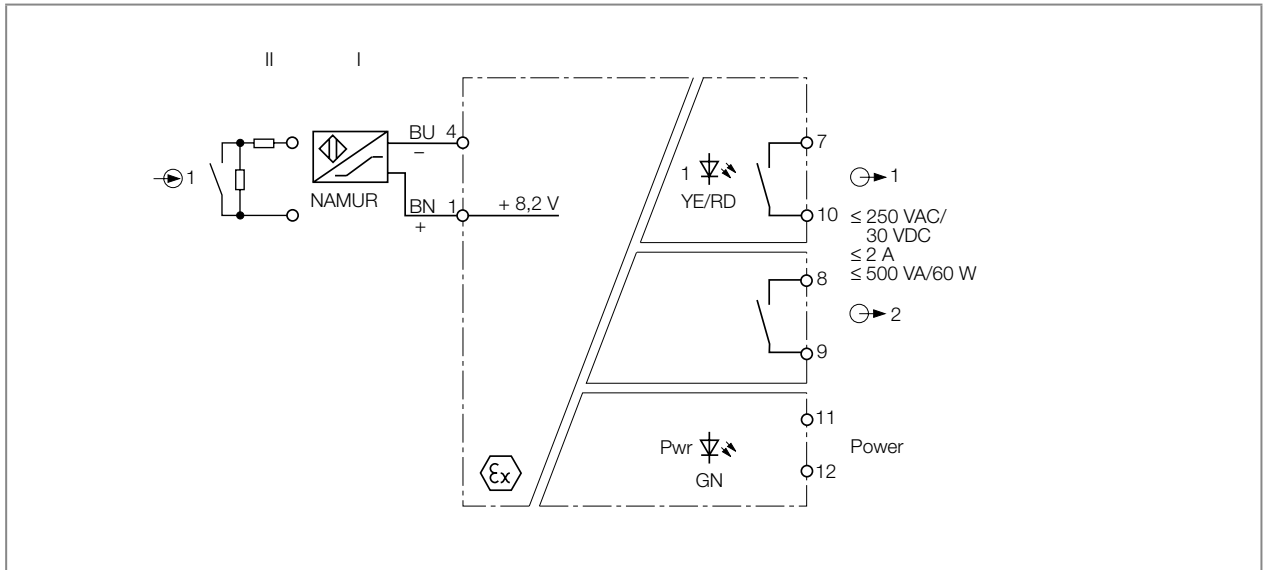 II
I
BU 4
–
1
NAMUR
BN 1
+
+ 8,2 V
1
YE/RD
7
10
1
≤ 250 VAC/
30 VDC
≤ 2 A
≤ 500 VA/60 W
8
9
2
11
12
Pwr
GN
Power
Ex